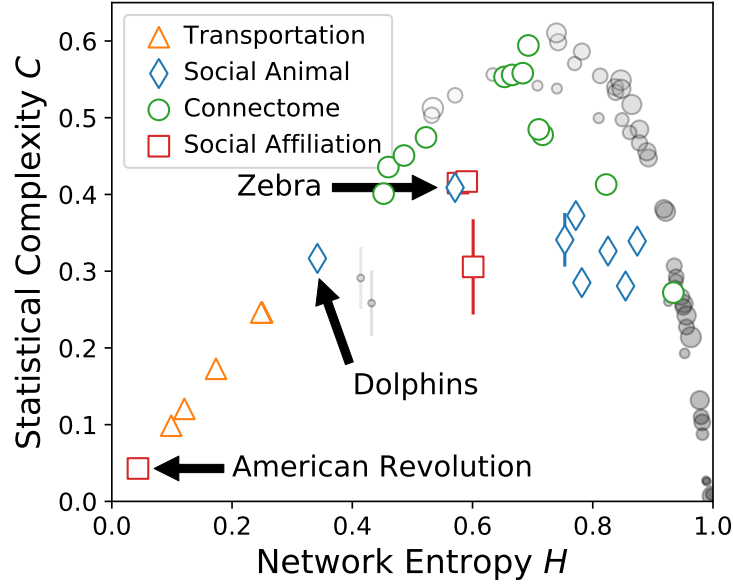 Transportation
Social Animal
Connectome
Social Affiliation
Zebra
Dolphins
American Revolution
Statistical Complexity C
0.6
0.5
0.4
0.3
0.2
0.1
0.0
0.0 0.2 0.4 0.6 0.8 1.0
Network Entropy H